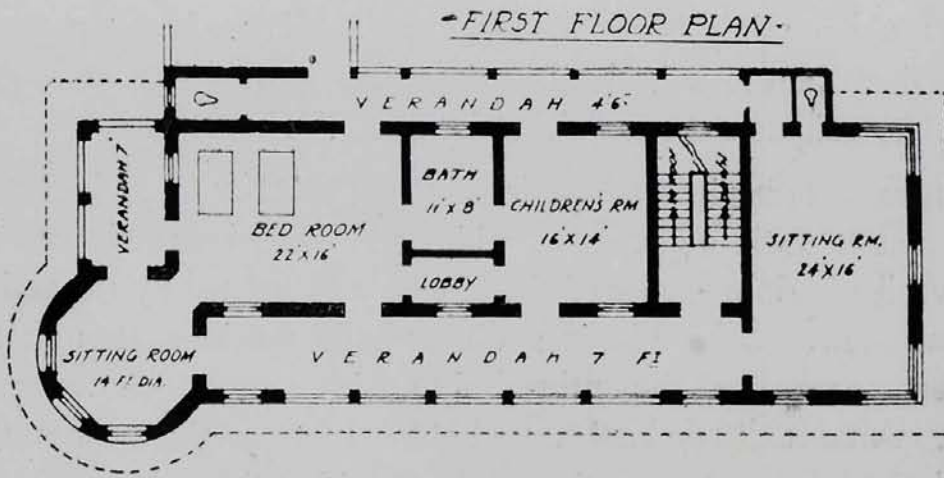 FIRST FLOOR PLAN
VERANDAH 4'6"
VERANDAH 7'
BATH
11' X 8'
CHILDREN'S RM
16' X 14'
BED ROOM
22' X 16'
SITTING RM.
24' X 16'
LOBBY
SITTING ROOM
14 FT DIA.
VERANDAH 7 FT